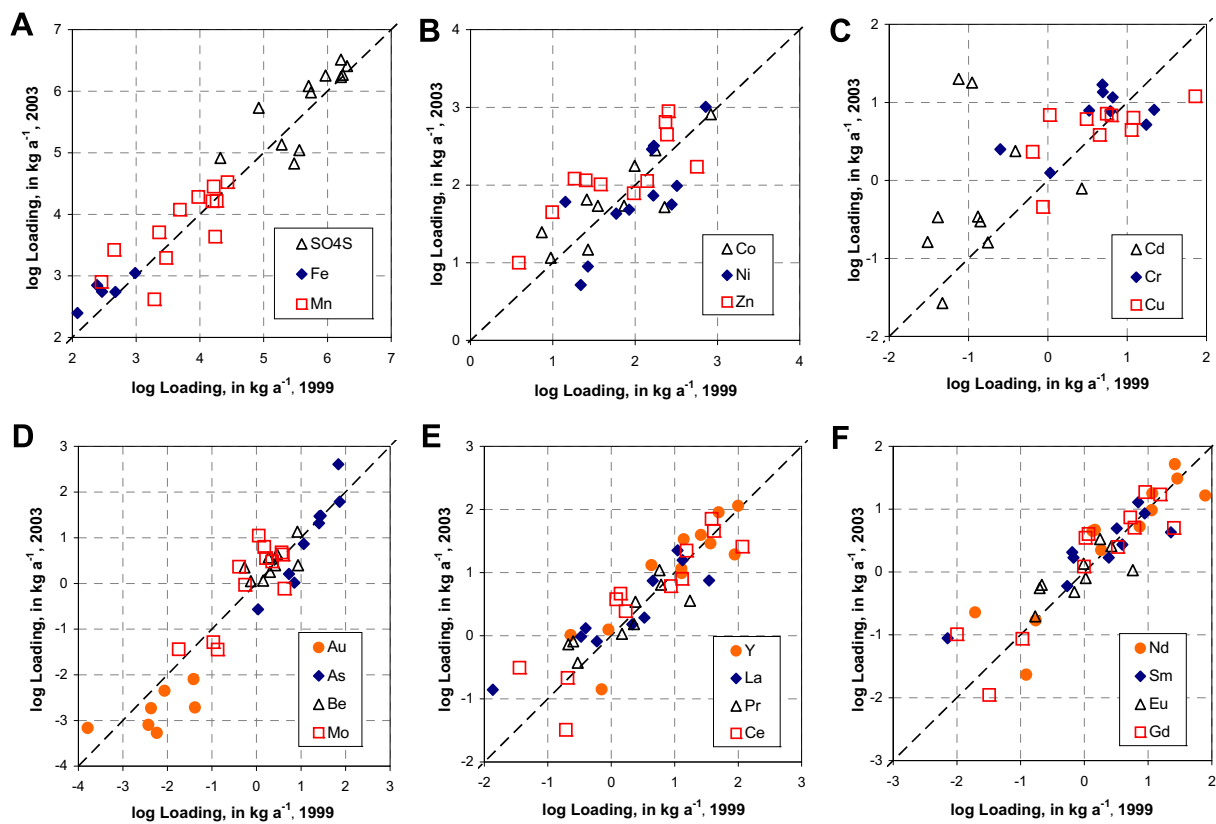 A
log Loading, in kg a⁻¹, 2003
7
6
5
4
3
2
2 3 4 5 6 7
SO4S
Fe
Mn
log Loading, in kg a⁻¹, 1999
B
log Loading, in kg a⁻¹, 2003
4
3
2
1
0
0 1 2 3 4
Co
Ni
Zn
log Loading, in kg a⁻¹, 1999
C
log Loading, in kg a⁻¹, 2003
2
1
0
-1
-2
-2 -1 0 1 2
Cd
Cr
Cu
log Loading, in kg a⁻¹, 1999
D
log Loading, in kg a⁻¹, 2003
3
2
1
0
-1
-2
-3
-4
-4 -3 -2 -1 0 1 2 3
Au
As
Be
Mo
log Loading, in kg a⁻¹, 1999
E
log Loading, in kg a⁻¹, 2003
3
2
1
0
-1
-2
-2 -1 0 1 2 3
Y
La
Pr
Ce
log Loading, in kg a⁻¹, 1999
F
log Loading, in kg a⁻¹, 2003
2
1
0
-1
-2
-3
-3 -2 -1 0 1 2
Nd
Sm
Eu
Gd
log Loading, in kg a⁻¹, 1999